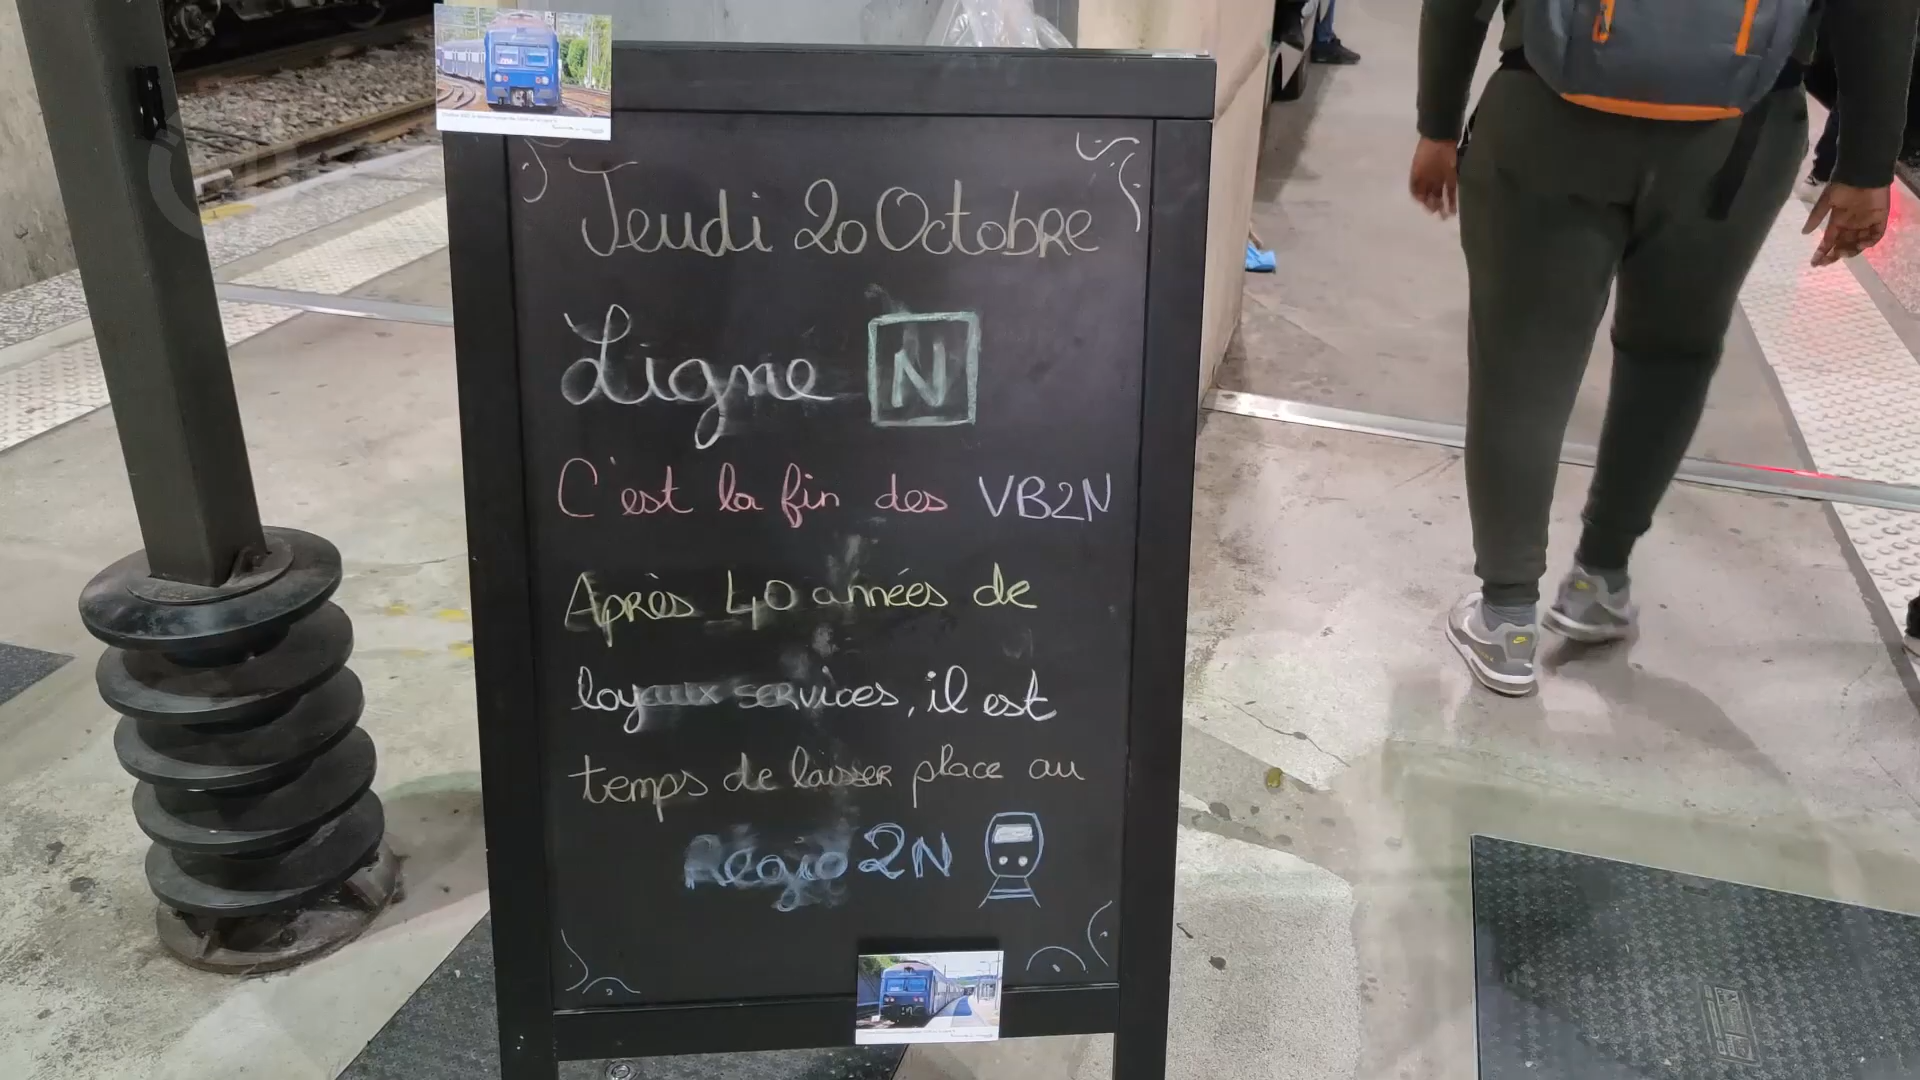 Jeudi 20 Octobre
Ligne N
C'est la fin des VB2N
Après 40 années de
loyaux services, il est
temps de laisser place au
Régio 2N